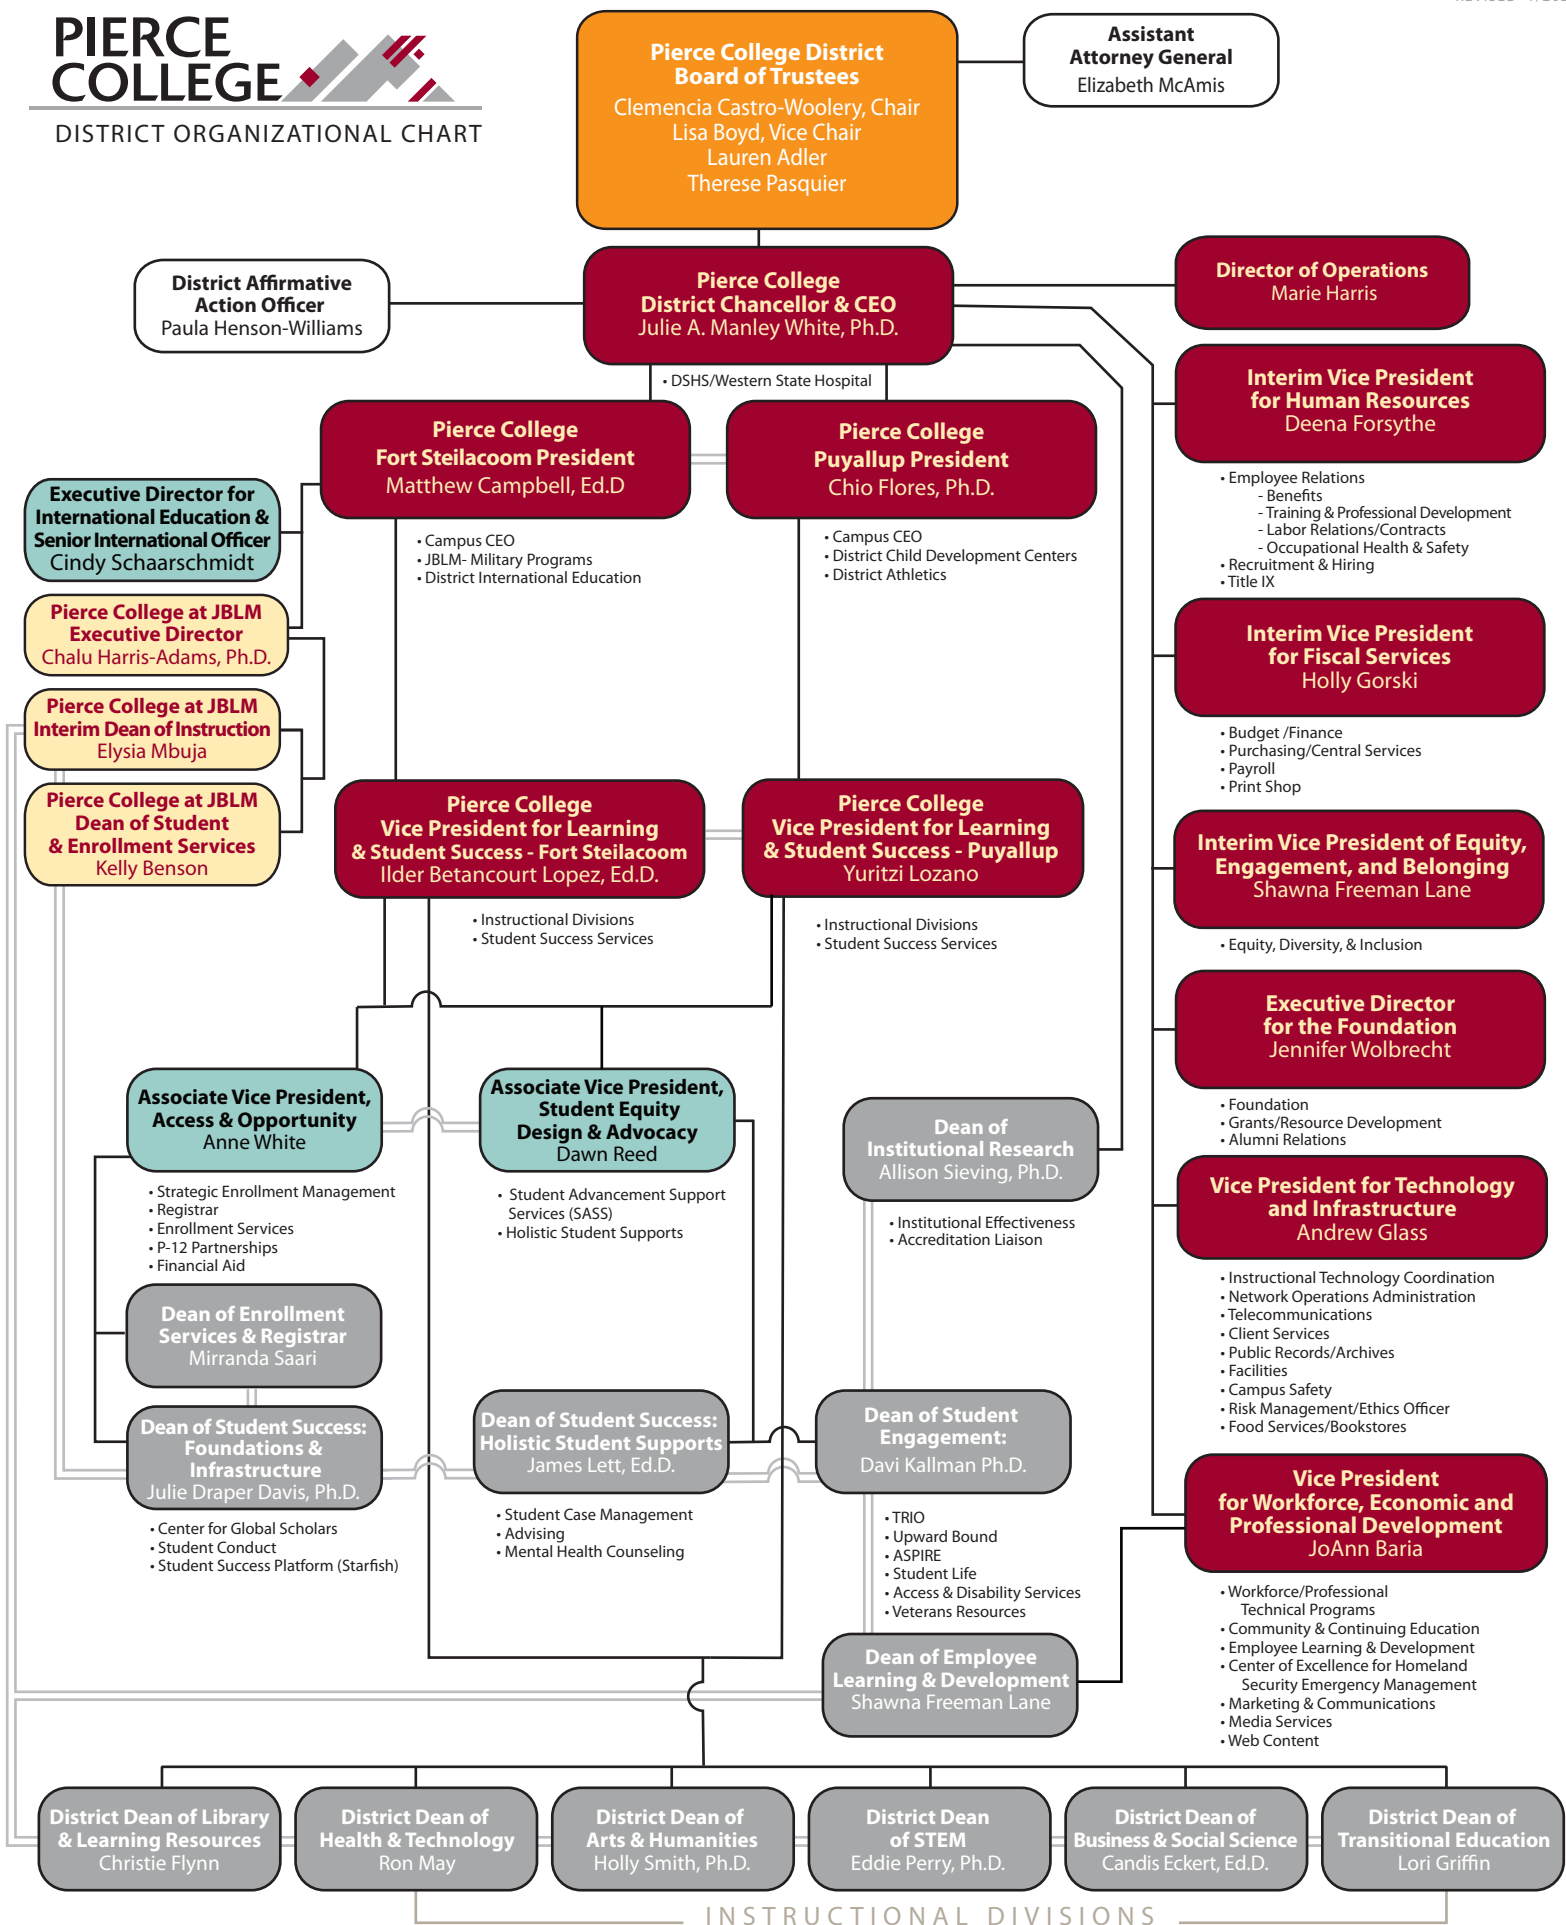 PIERCE
COLLEGE
DISTRICT ORGANIZATIONAL CHART
Pierce College District
Board of Trustees
Clemencia Castro-Woolery, Chair
Lisa Boyd, Vice Chair
Lauren Adler
Therese Pasquier
Assistant
Attorney General
Elizabeth McAmis
District Affirmative
Action Officer
Paula Henson-Williams
Pierce College
District Chancellor & CEO
Julie A. Manley White, Ph.D.
Director of Operations
Marie Harris
• DSHS/Western State Hospital
Interim Vice President
for Human Resources
Deena Forsythe
• Employee Relations
- Benefits
- Training & Professional Development
- Labor Relations/Contracts
- Occupational Health & Safety
• Recruitment & Hiring
• Title IX
Pierce College
Fort Steilacoom President
Matthew Campbell, Ed.D
• Campus CEO
• JBLM- Military Programs
• District International Education
Pierce College
Puyallup President
Chio Flores, Ph.D.
• Campus CEO
• District Child Development Centers
• District Athletics
Executive Director for
International Education &
Senior International Officer
Cindy Schaarschmidt
Pierce College at JBLM
Executive Director
Chalu Harris-Adams, Ph.D.
Pierce College at JBLM
Interim Dean of Instruction
Elysia Mbuja
Pierce College at JBLM
Dean of Student
& Enrollment Services
Kelly Benson
Interim Vice President
for Fiscal Services
Holly Gorski
• Budget /Finance
• Purchasing/Central Services
• Payroll
• Print Shop
Pierce College
Vice President for Learning
& Student Success - Fort Steilacoom
Ilder Betancourt Lopez, Ed.D.
• Instructional Divisions
• Student Success Services
Pierce College
Vice President for Learning
& Student Success - Puyallup
Yuritzi Lozano
• Instructional Divisions
• Student Success Services
Interim Vice President of Equity,
Engagement, and Belonging
Shawna Freeman Lane
• Equity, Diversity, & Inclusion
Executive Director
for the Foundation
Jennifer Wolbrecht
• Foundation
• Grants/Resource Development
• Alumni Relations
Associate Vice President,
Access & Opportunity
Anne White
• Strategic Enrollment Management
• Registrar
• Enrollment Services
• P-12 Partnerships
• Financial Aid
Associate Vice President,
Student Equity
Design & Advocacy
Dawn Reed
• Student Advancement Support
Services (SASS)
• Holistic Student Supports
Dean of
Institutional Research
Allison Sieving, Ph.D.
• Institutional Effectiveness
• Accreditation Liaison
Vice President for Technology
and Infrastructure
Andrew Glass
• Instructional Technology Coordination
• Network Operations Administration
• Telecommunications
• Client Services
• Public Records/Archives
• Facilities
• Campus Safety
• Risk Management/Ethics Officer
• Food Services/Bookstores
Dean of Enrollment
Services & Registrar
Mirranda Saari
Dean of Student Success:
Foundations &
Infrastructure
Julie Draper Davis, Ph.D.
• Center for Global Scholars
• Student Conduct
• Student Success Platform (Starfish)
Dean of Student Success:
Holistic Student Supports
James Lett, Ed.D.
• Student Case Management
• Advising
• Mental Health Counseling
Dean of Student
Engagement:
Davi Kallman Ph.D.
• TRIO
• Upward Bound
• ASPIRE
• Student Life
• Access & Disability Services
• Veterans Resources
Vice President
for Workforce, Economic and
Professional Development
JoAnn Baria
• Workforce/Professional
Technical Programs
• Community & Continuing Education
• Employee Learning & Development
• Center of Excellence for Homeland
Security Emergency Management
• Marketing & Communications
• Media Services
• Web Content
Dean of Employee
Learning & Development
Shawna Freeman Lane
District Dean of Library
& Learning Resources
Christie Flynn
District Dean of
Health & Technology
Ron May
District Dean of
Arts & Humanities
Holly Smith, Ph.D.
District Dean
of STEM
Eddie Perry, Ph.D.
District Dean of
Business & Social Science
Candis Eckert, Ed.D.
District Dean of
Transitional Education
Lori Griffin
INSTRUCTIONAL DIVISIONS